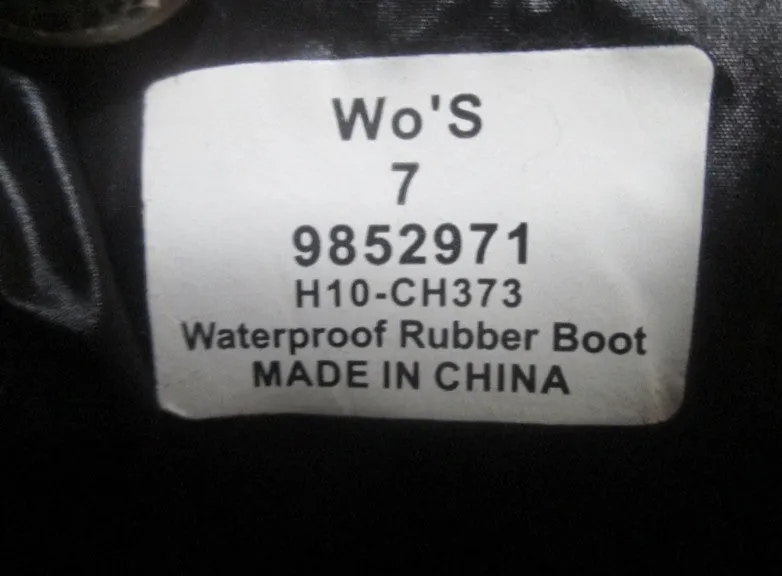 Wo'S
7
9852971
H10-CH373
Waterproof Rubber Boot
MADE IN CHINA